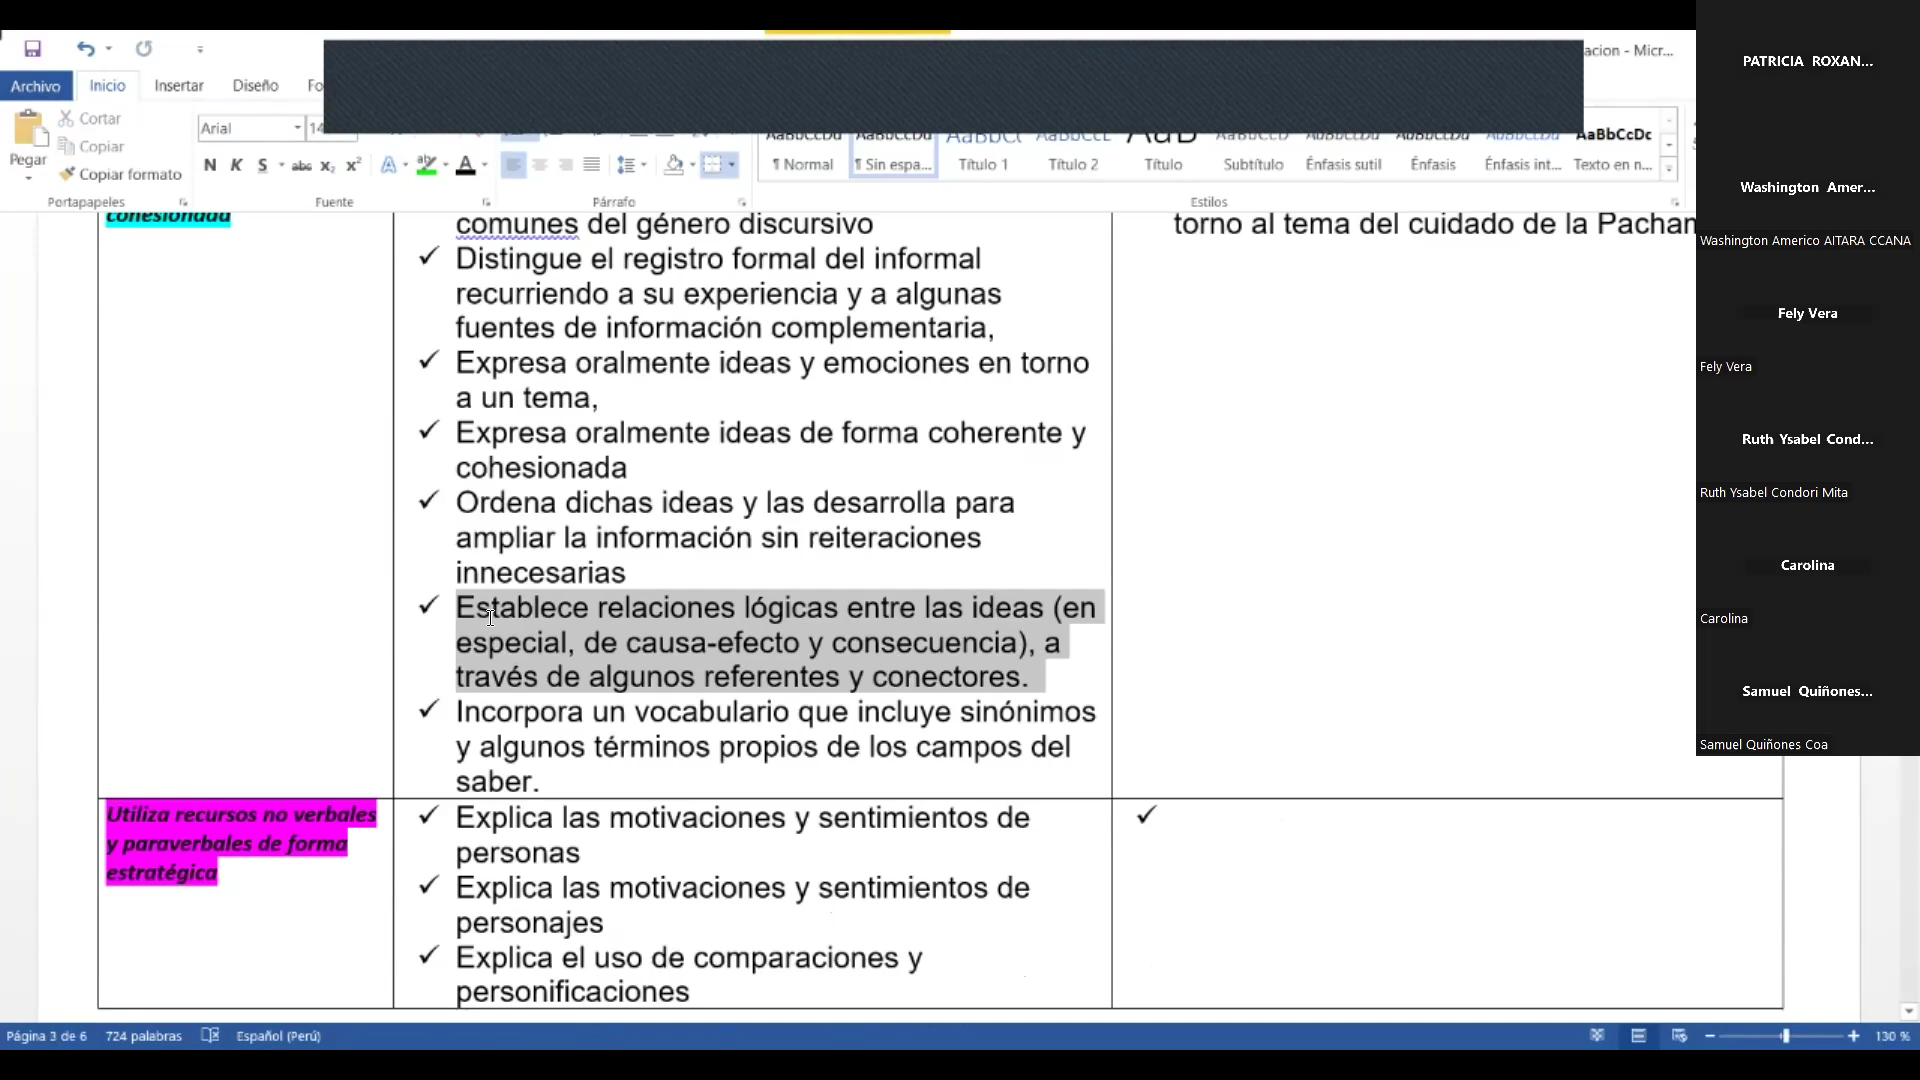 acion - Micr...
Archivo
Inicio
Insertar
Diseño
Fo
Pegar
Cortar
Copiar
Copiar formato
Portapapeles
Arial
14
N K S abc x₂ x² A aby A
Fuente
Párrafo
AaBbCcDc
¶ Normal
¶ Sin espa...
Título 1
Título 2
Título
Subtítulo
Énfasis sutil
Énfasis
Énfasis int...
Texto en n...
Estilos
cohesionada
comunes del género discursivo
✓ Distingue el registro formal del informal
recurriendo a su experiencia y a algunas
fuentes de información complementaria,
✓ Expresa oralmente ideas y emociones en torno
a un tema,
✓ Expresa oralmente ideas de forma coherente y
cohesionada
✓ Ordena dichas ideas y las desarrolla para
ampliar la información sin reiteraciones
innecesarias
✓ Establece relaciones lógicas entre las ideas (en
especial, de causa-efecto y consecuencia), a
través de algunos referentes y conectores.
✓ Incorpora un vocabulario que incluye sinónimos
y algunos términos propios de los campos del
saber.
torno al tema del cuidado de la Pacham
Utiliza recursos no verbales
y paraverbales de forma
estratégica
✓ Explica las motivaciones y sentimientos de
personas
✓ Explica las motivaciones y sentimientos de
personajes
✓ Explica el uso de comparaciones y
personificaciones
✓
Página 3 de 6
724 palabras
Español (Perú)
130 %
PATRICIA ROXAN...
Washington Amer...
Washington Americo AITARA CCANA
Fely Vera
Fely Vera
Ruth Ysabel Cond...
Ruth Ysabel Condori Mita
Carolina
Carolina
Samuel Quiñones...
Samuel Quiñones Coa